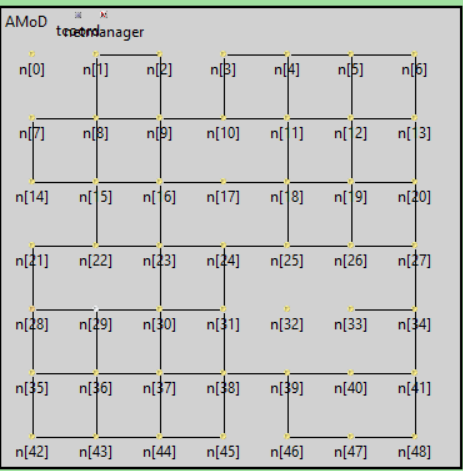 AMoD
netmanager
n[0] n[1] n[2] n[3] n[4] n[5] n[6]
n[7] n[8] n[9] n[10] n[11] n[12] n[13]
n[14] n[15] n[16] n[17] n[18] n[19] n[20]
n[21] n[22] n[23] n[24] n[25] n[26] n[27]
n[28] n[29] n[30] n[31] n[32] n[33] n[34]
n[35] n[36] n[37] n[38] n[39] n[40] n[41]
n[42] n[43] n[44] n[45] n[46] n[47] n[48]